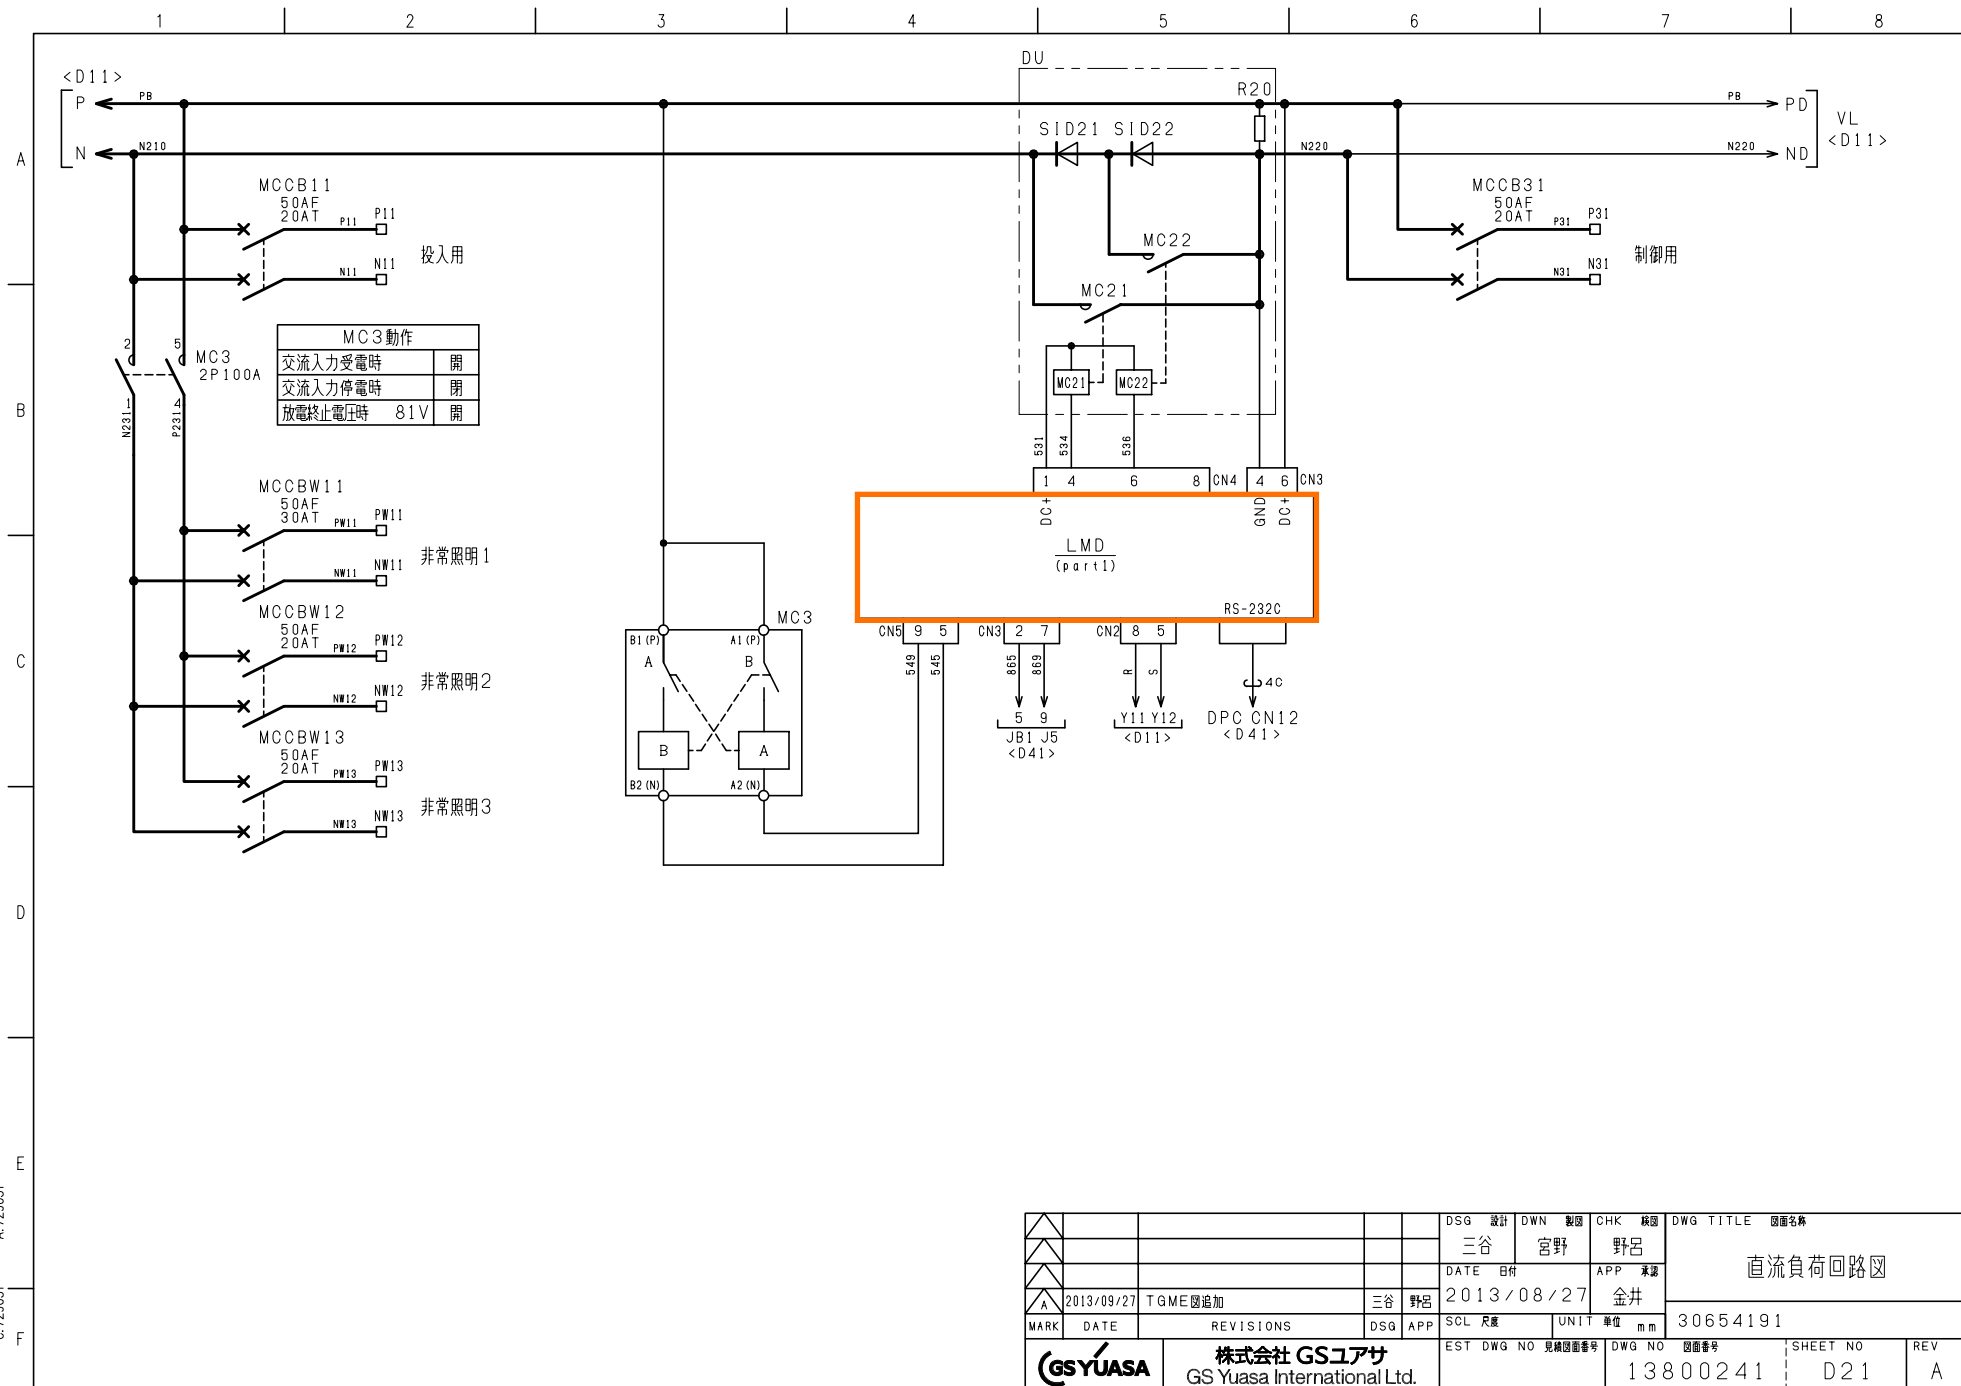 1 2 3 4 5 6 7 8
A
B
C
D
E
F
<D11>
P
PB
N
N210
MCCB11
50AF
20AT
P11
P11
N11
N11
投入用
2
5
MC3
2P100A
1
4
N231
P231
MC3動作
交流入力受電時 開
交流入力停電時 閉
放電終止電圧時 81V 開
MCCBW11
50AF
30AT
PW11
PW11
NW11
NW11
非常照明1
MCCBW12
50AF
20AT
PW12
PW12
NW12
NW12
非常照明2
MCCBW13
50AF
20AT
PW13
PW13
NW13
NW13
非常照明3
MC3
B1(P)
A1(P)
A
B
B
A
B2(N)
A2(N)
DU
R20
SID21 SID22
MC22
MC21
MC21
MC22
531
534
536
1 4 6 8 CN4
4 6 CN3
DC+
GND
DC+
LMD
(part1)
RS-232C
CN5 9 5
CN3 2 7
CN2 8 5
549
545
865
869
R
S
4C
5 9
JB1 J5
<D41>
Y11 Y12
<D11>
DPC CN12
<D41>
N220
PB
PD
N220
ND
VL
<D11>
MCCB31
50AF
20AT
P31
P31
N31
N31
制御用
A 2013/09/27 TGME図追加 三谷 野呂
MARK DATE REVISIONS DSG APP
DSG 設計 DWN 製図 CHK 検図
三谷 宮野 野呂
DATE 日付 APP 承認
2013/08/27 金井
SCL 尺度 UNIT 単位 mm
DWG TITLE 図面名称
直流負荷回路図
30654191
EST DWG NO 見積図面番号
DWG NO 図面番号
13800241
SHEET NO
D21
REV
A
GS YUASA
株式会社 GSユアサ
GS Yuasa International Ltd.